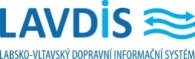 LAVDIS
LABSKO-VLTAVSKÝ DOPRAVNÍ INFORMAČNÍ SYSTÉM